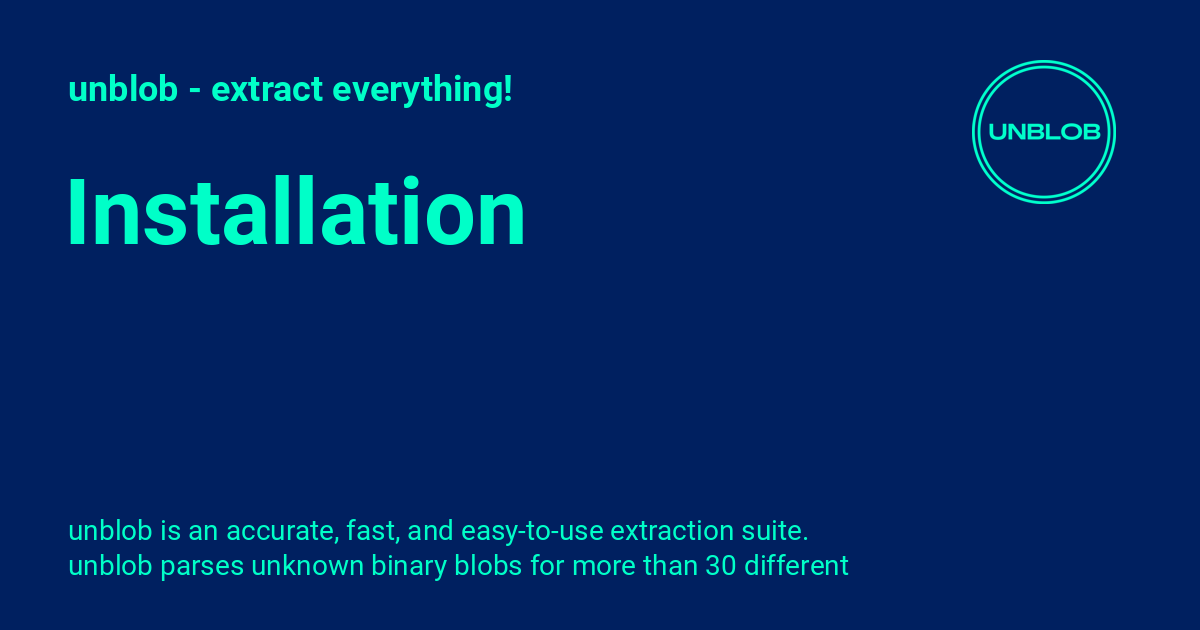 unblob - extract everything!
UNBLOB
Installation
unblob is an accurate, fast, and easy-to-use extraction suite.
unblob parses unknown binary blobs for more than 30 different